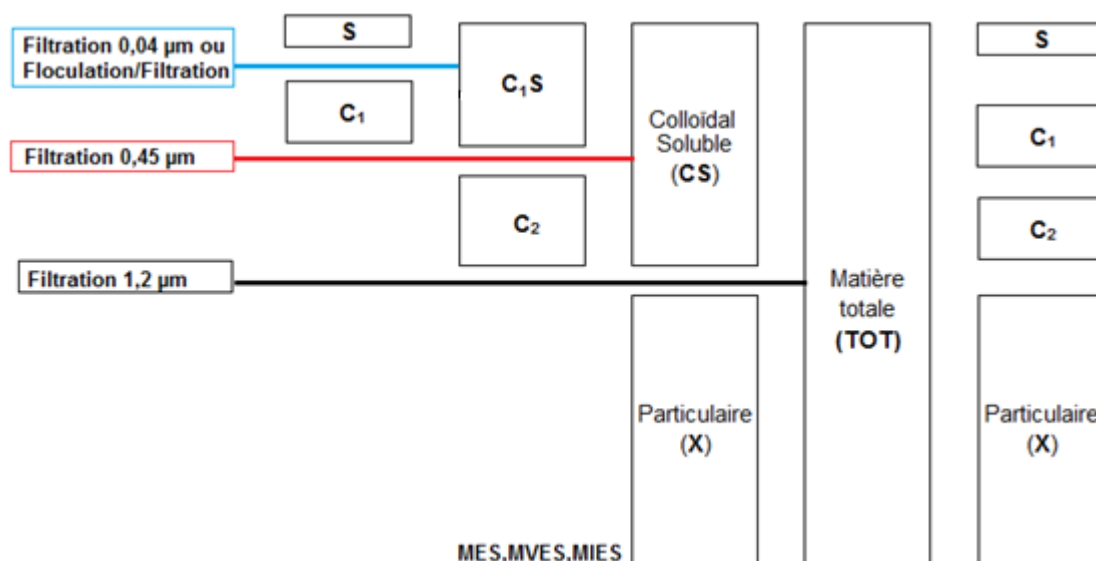 Filtration 0,04 µm ou
Floculation/Filtration
S
C₁S
C₁
Filtration 0,45 µm
C₂
Filtration 1,2 µm
Colloïdal
Soluble
(CS)
Particulaire
(X)
MES,MVES,MIES
Matière
totale
(TOT)
S
C₁
C₂
Particulaire
(X)